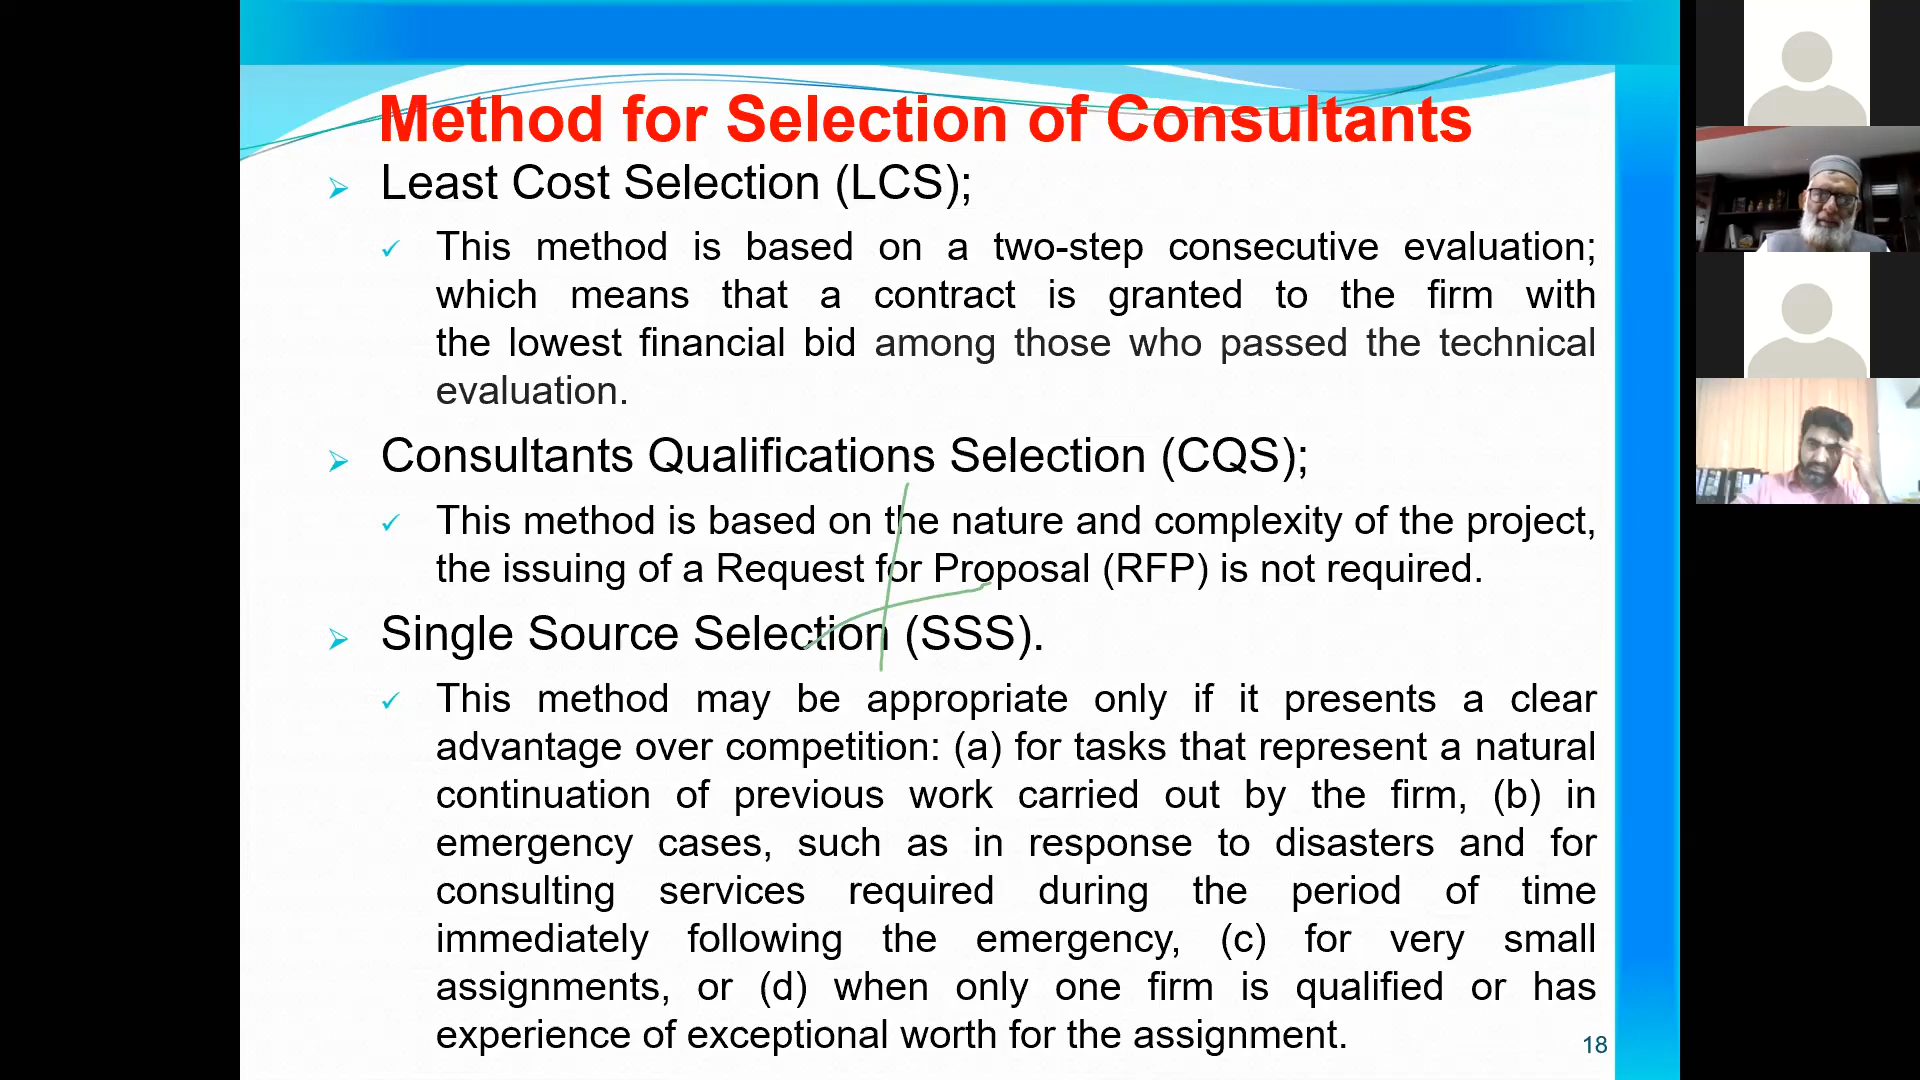 Method for Selection of Consultants
Least Cost Selection (LCS);
This method is based on a two-step consecutive evaluation;
which means that a contract is granted to the firm with
the lowest financial bid among those who passed the technical
evaluation.
Consultants Qualifications Selection (CQS);
This method is based on the nature and complexity of the project,
the issuing of a Request for Proposal (RFP) is not required.
Single Source Selection (SSS).
This method may be appropriate only if it presents a clear
advantage over competition: (a) for tasks that represent a natural
continuation of previous work carried out by the firm, (b) in
emergency cases, such as in response to disasters and for
consulting services required during the period of time
immediately following the emergency, (c) for very small
assignments, or (d) when only one firm is qualified or has
experience of exceptional worth for the assignment.
18